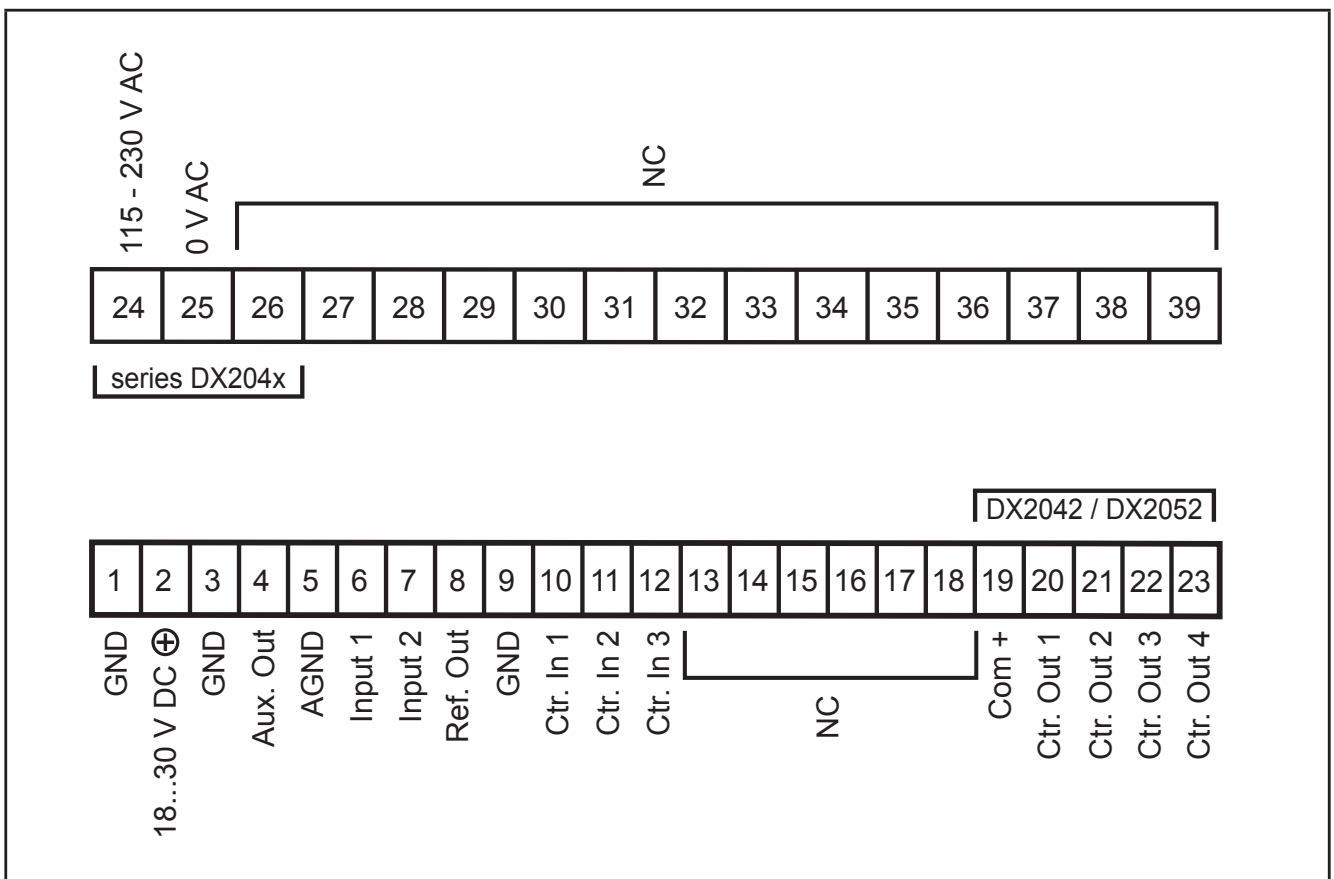 115 - 230 V AC
0 V AC
NC
24 25 26 27 28 29 30 31 32 33 34 35 36 37 38 39
series DX204x
DX2042 / DX2052
1 2 3 4 5 6 7 8 9 10 11 12 13 14 15 16 17 18 19 20 21 22 23
GND
18...30 V DC ⊕
GND
Aux. Out
AGND
Input 1
Input 2
Ref. Out
GND
Ctr. In 1
Ctr. In 2
Ctr. In 3
NC
Com +
Ctr. Out 1
Ctr. Out 2
Ctr. Out 3
Ctr. Out 4